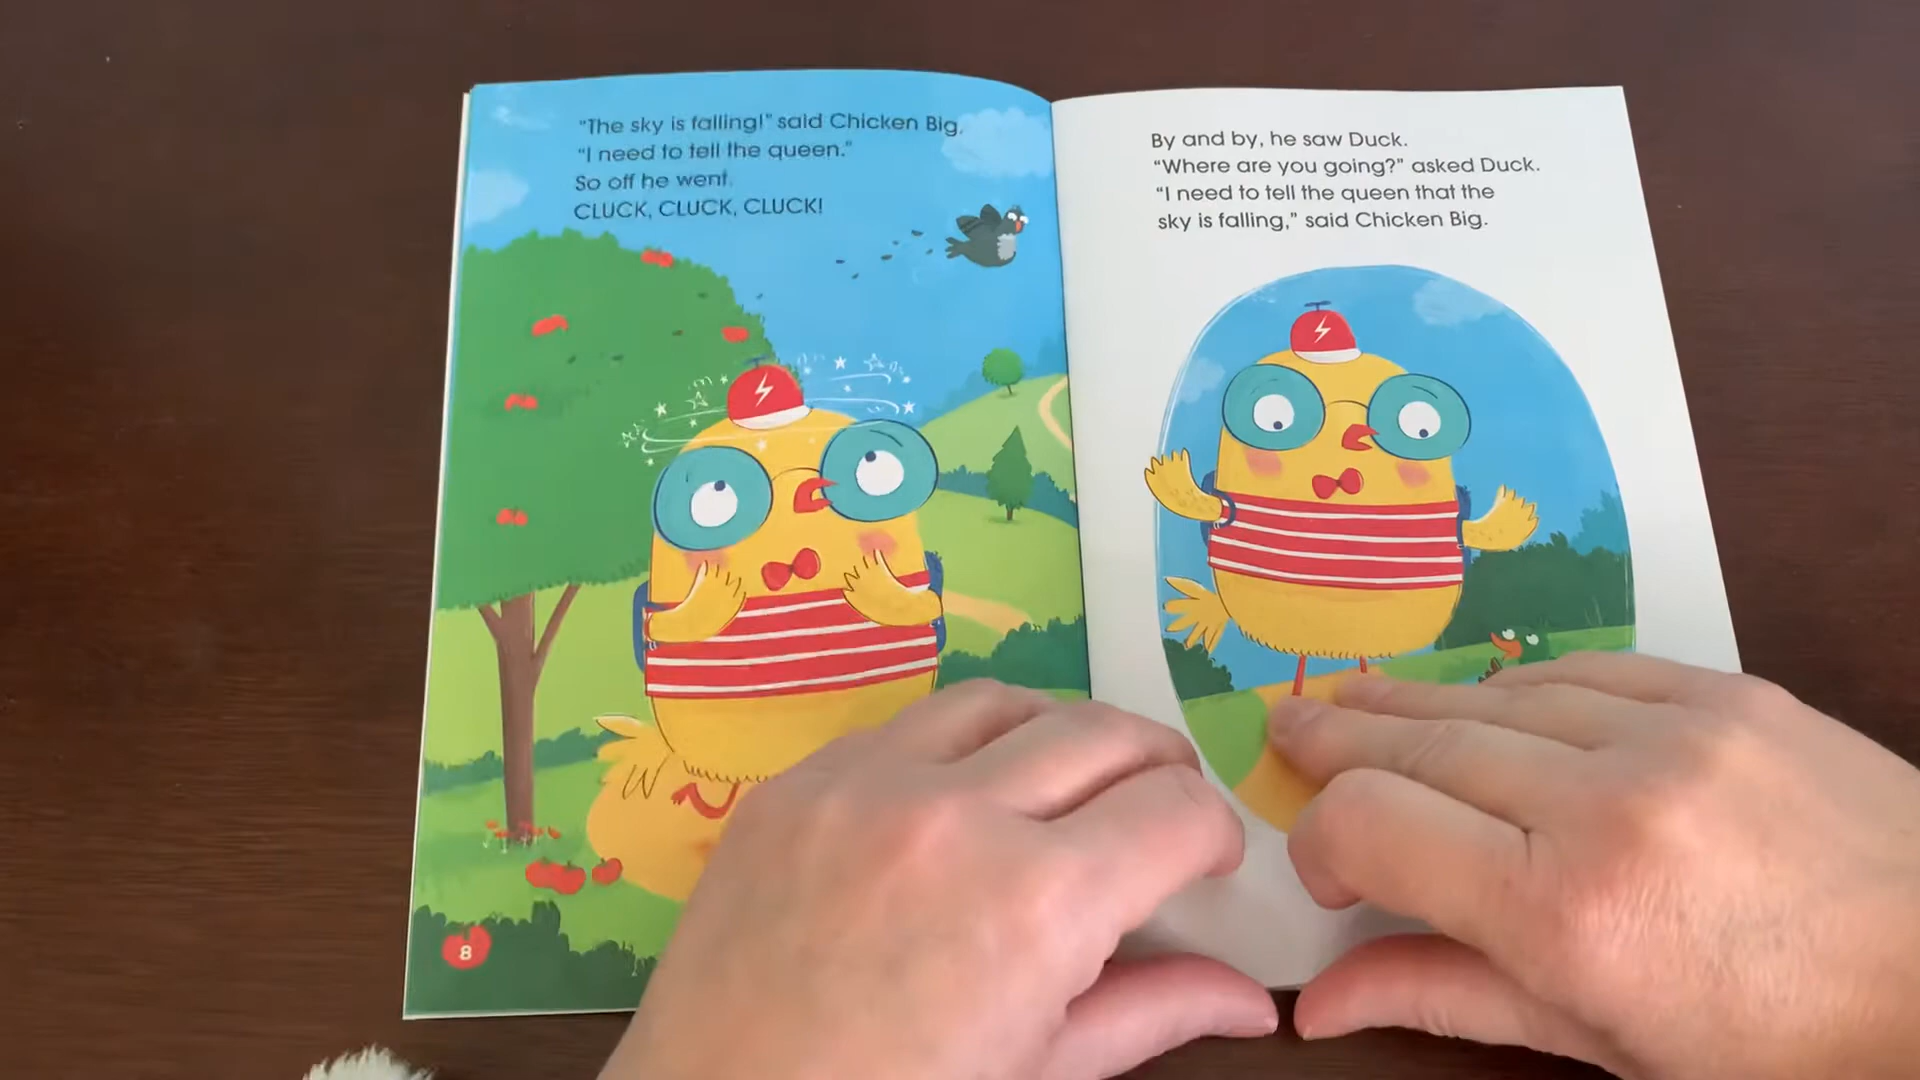 “The sky is falling!” said Chicken Big.
“I need to tell the queen.”
So off he went.
CLUCK, CLUCK, CLUCK!
8
By and by, he saw Duck.
“Where are you going?” asked Duck.
“I need to tell the queen that the
sky is falling,” said Chicken Big.